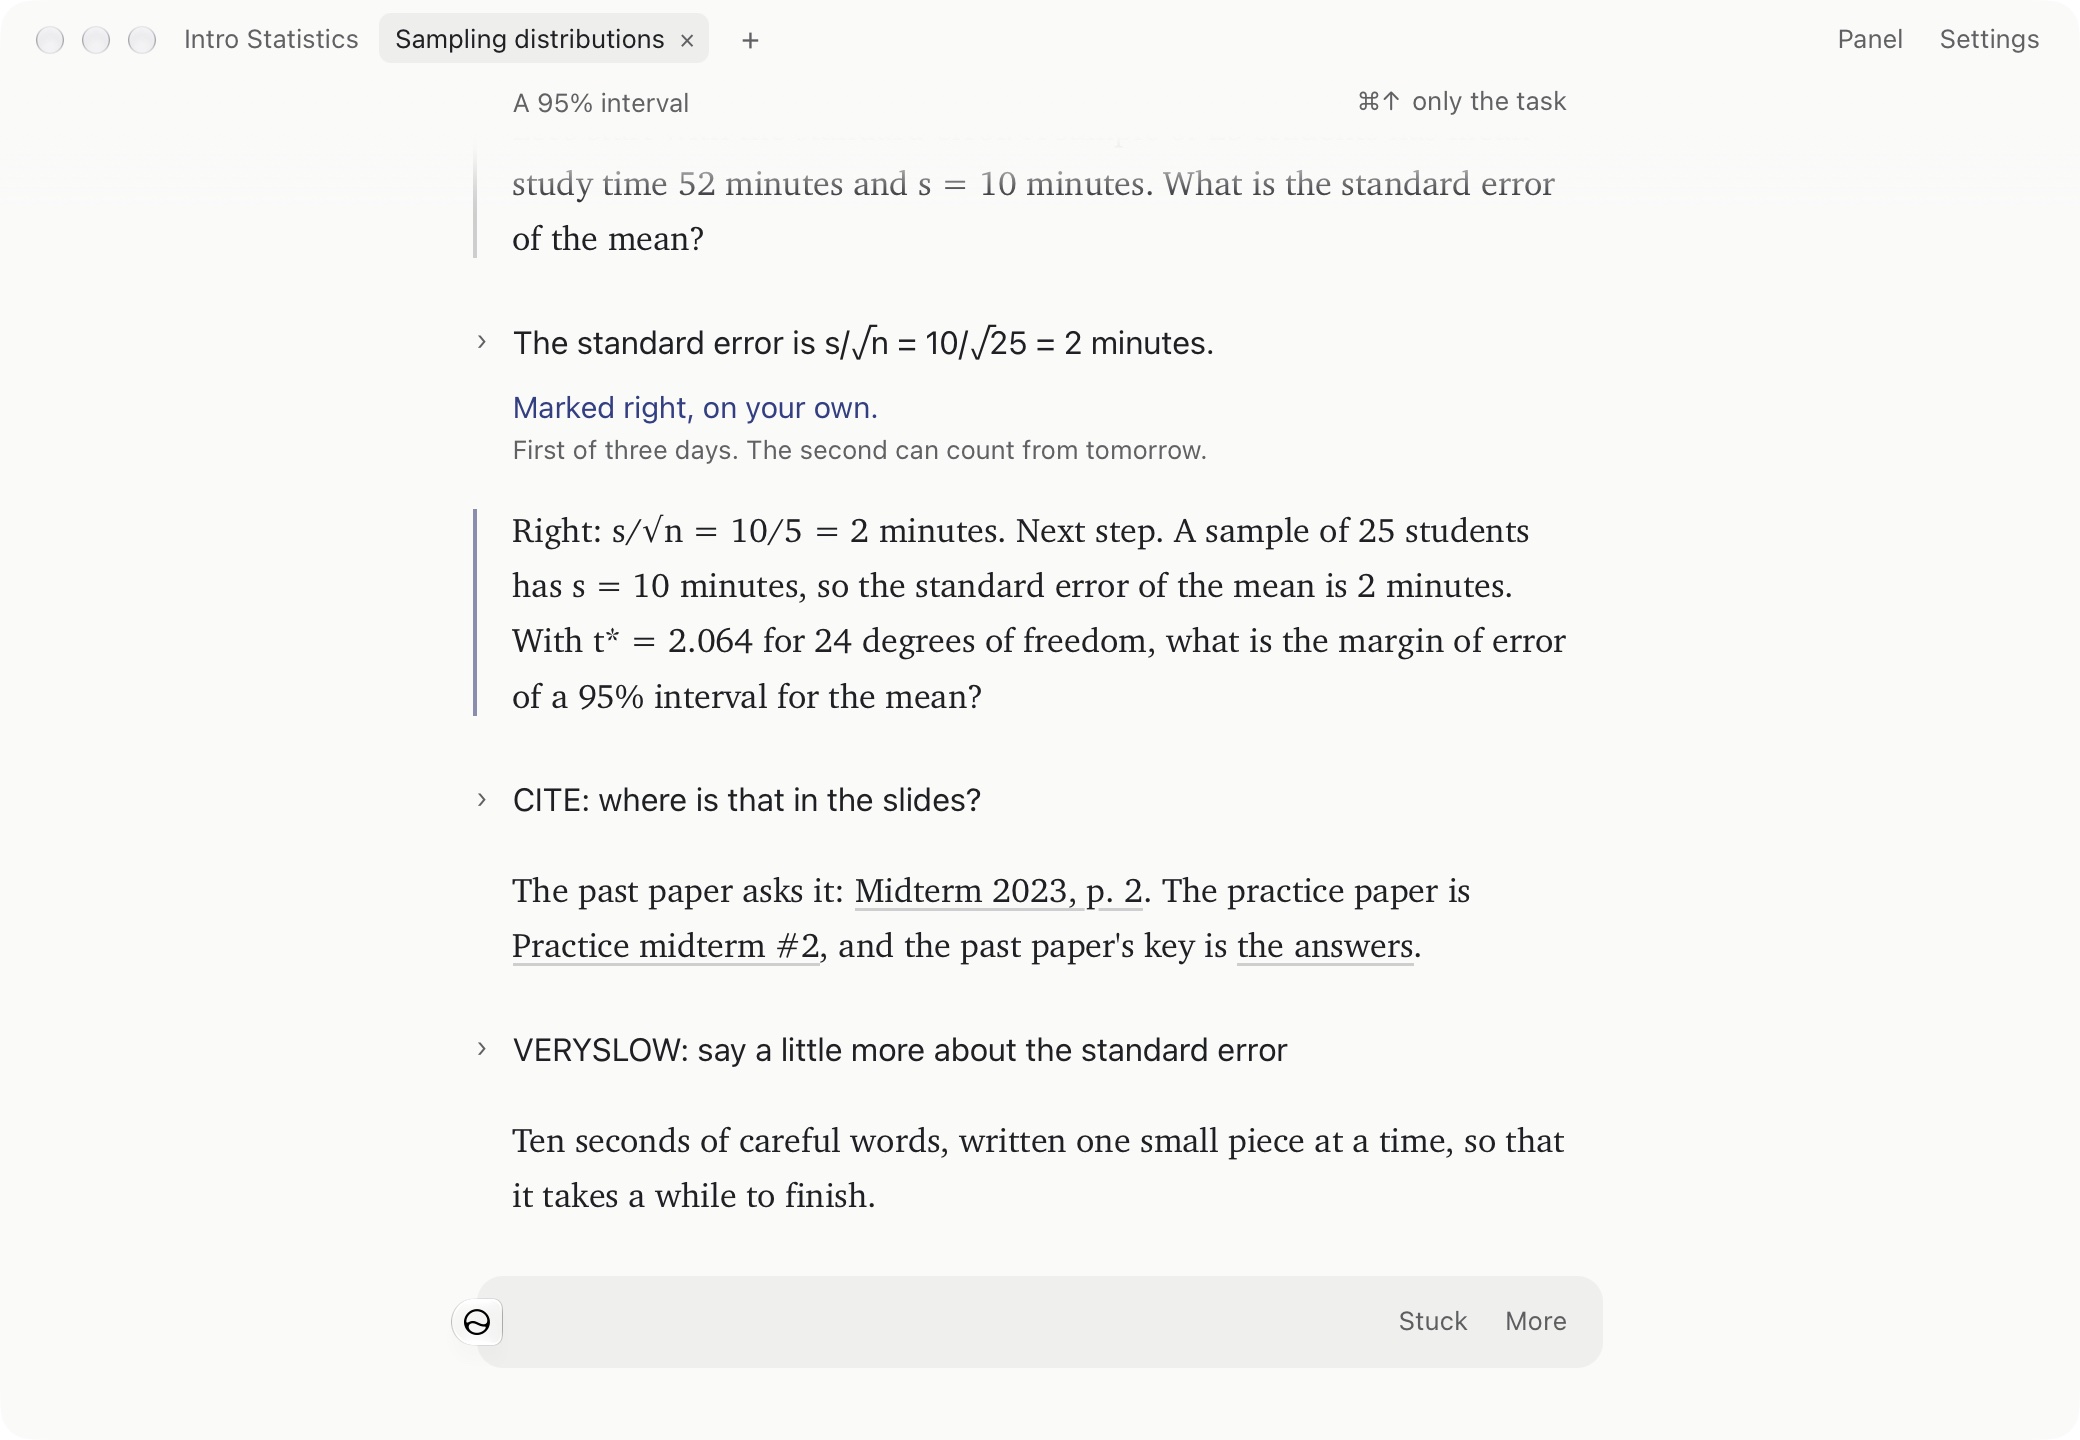 Intro Statistics
Sampling distributions ×
+
Panel
Settings
A 95% interval
⌘↑ only the task
study time 52 minutes and s = 10 minutes. What is the standard error
of the mean?
› The standard error is s/√n = 10/√25 = 2 minutes.
Marked right, on your own.
First of three days. The second can count from tomorrow.
Right: s/√n = 10/5 = 2 minutes. Next step. A sample of 25 students
has s = 10 minutes, so the standard error of the mean is 2 minutes.
With t* = 2.064 for 24 degrees of freedom, what is the margin of error
of a 95% interval for the mean?
› CITE: where is that in the slides?
The past paper asks it: Midterm 2023, p. 2. The practice paper is
Practice midterm #2, and the past paper's key is the answers.
› VERYSLOW: say a little more about the standard error
Ten seconds of careful words, written one small piece at a time, so that
it takes a while to finish.
Stuck
More